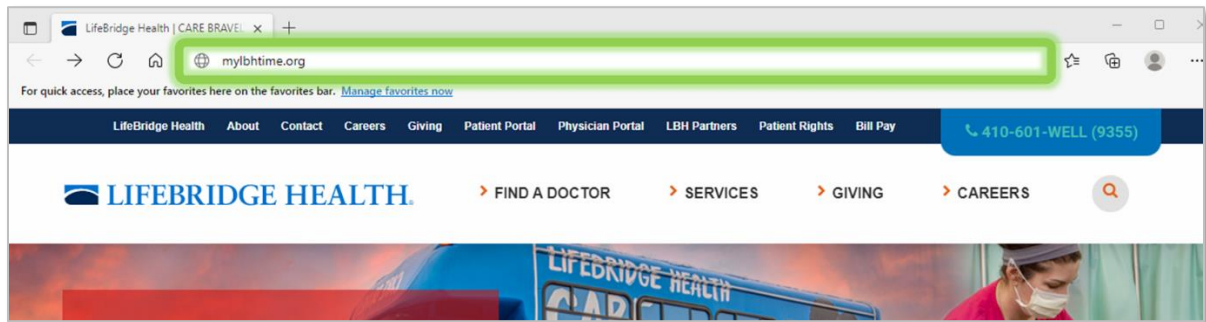 LifeBridge Health | CARE BRAVEL
mylbhtime.org
For quick access, place your favorites here on the favorites bar. Manage favorites now
LifeBridge Health About Contact Careers Giving Patient Portal Physician Portal LBH Partners Patient Rights Bill Pay 410-601-WELL (9355)
LIFEBRIDGE HEALTH. FIND A DOCTOR SERVICES GIVING CAREERS
LIFEBRIDGE HEALTH